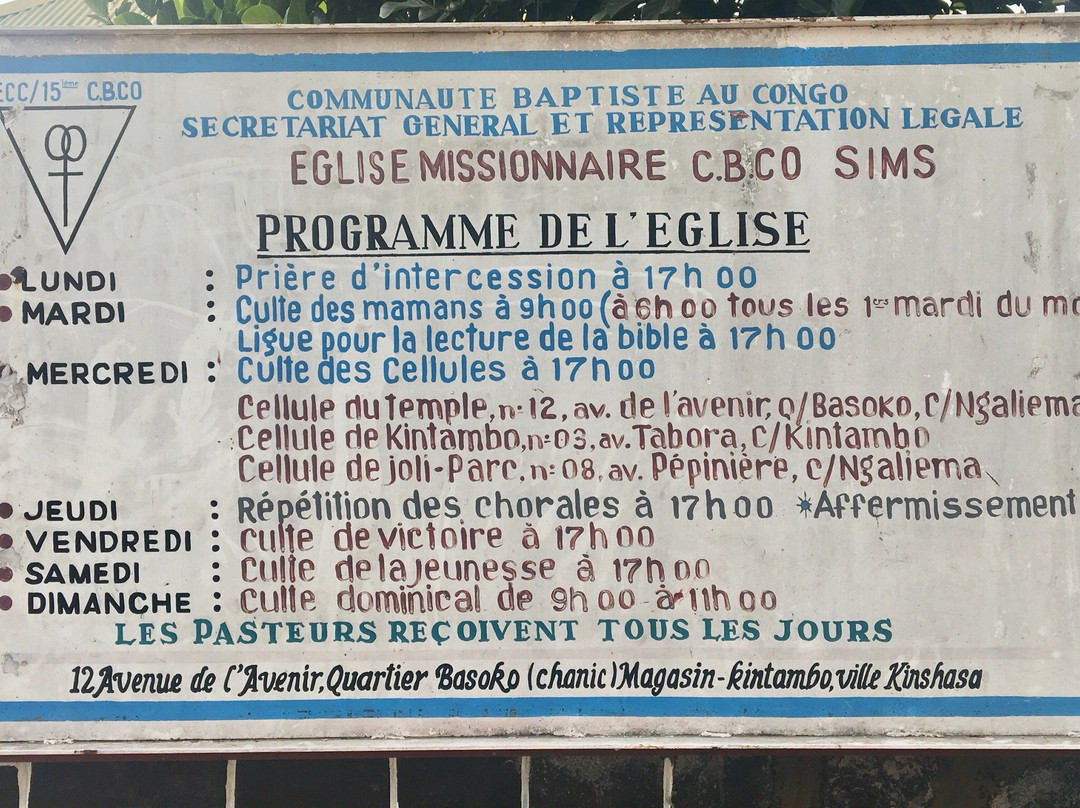 ECC/15ième C.B.CO
COMMUNAUTE BAPTISTE AU CONGO
SECRETARIAT GENERAL ET REPRESENTATION LEGALE
EGLISE MISSIONNAIRE C.B.CO SIMS
PROGRAMME DE L'EGLISE
LUNDI : Prière d'intercession à 17h00
MARDI : Culte des mamans à 9h00 (à 6h00 tous les 1ers mardi du mo
Ligue pour la lecture de la bible à 17h00
MERCREDI : Culte des Cellules à 17h00
Cellule du temple, n° 12, av. de l'avenir, Q/Basoko, C/Ngaliema
Cellule de Kintambo, n° 03, av. Tabora, C/Kintambo
Cellule de joli-Parc, n° 08, av. Pépinière, c/Ngaliema
JEUDI : Répétition des chorales à 17h00 *Affermissement
VENDREDI : culte de victoire à 17h00
SAMEDI : culte de la jeunesse à 17h00
DIMANCHE : culte dominical de 9h00 à 11h00
LES PASTEURS REÇOIVENT TOUS LES JOURS
12 Avenue de l'Avenir, Quartier Basoko (chanic) Magasin-kintambo, ville Kinshasa